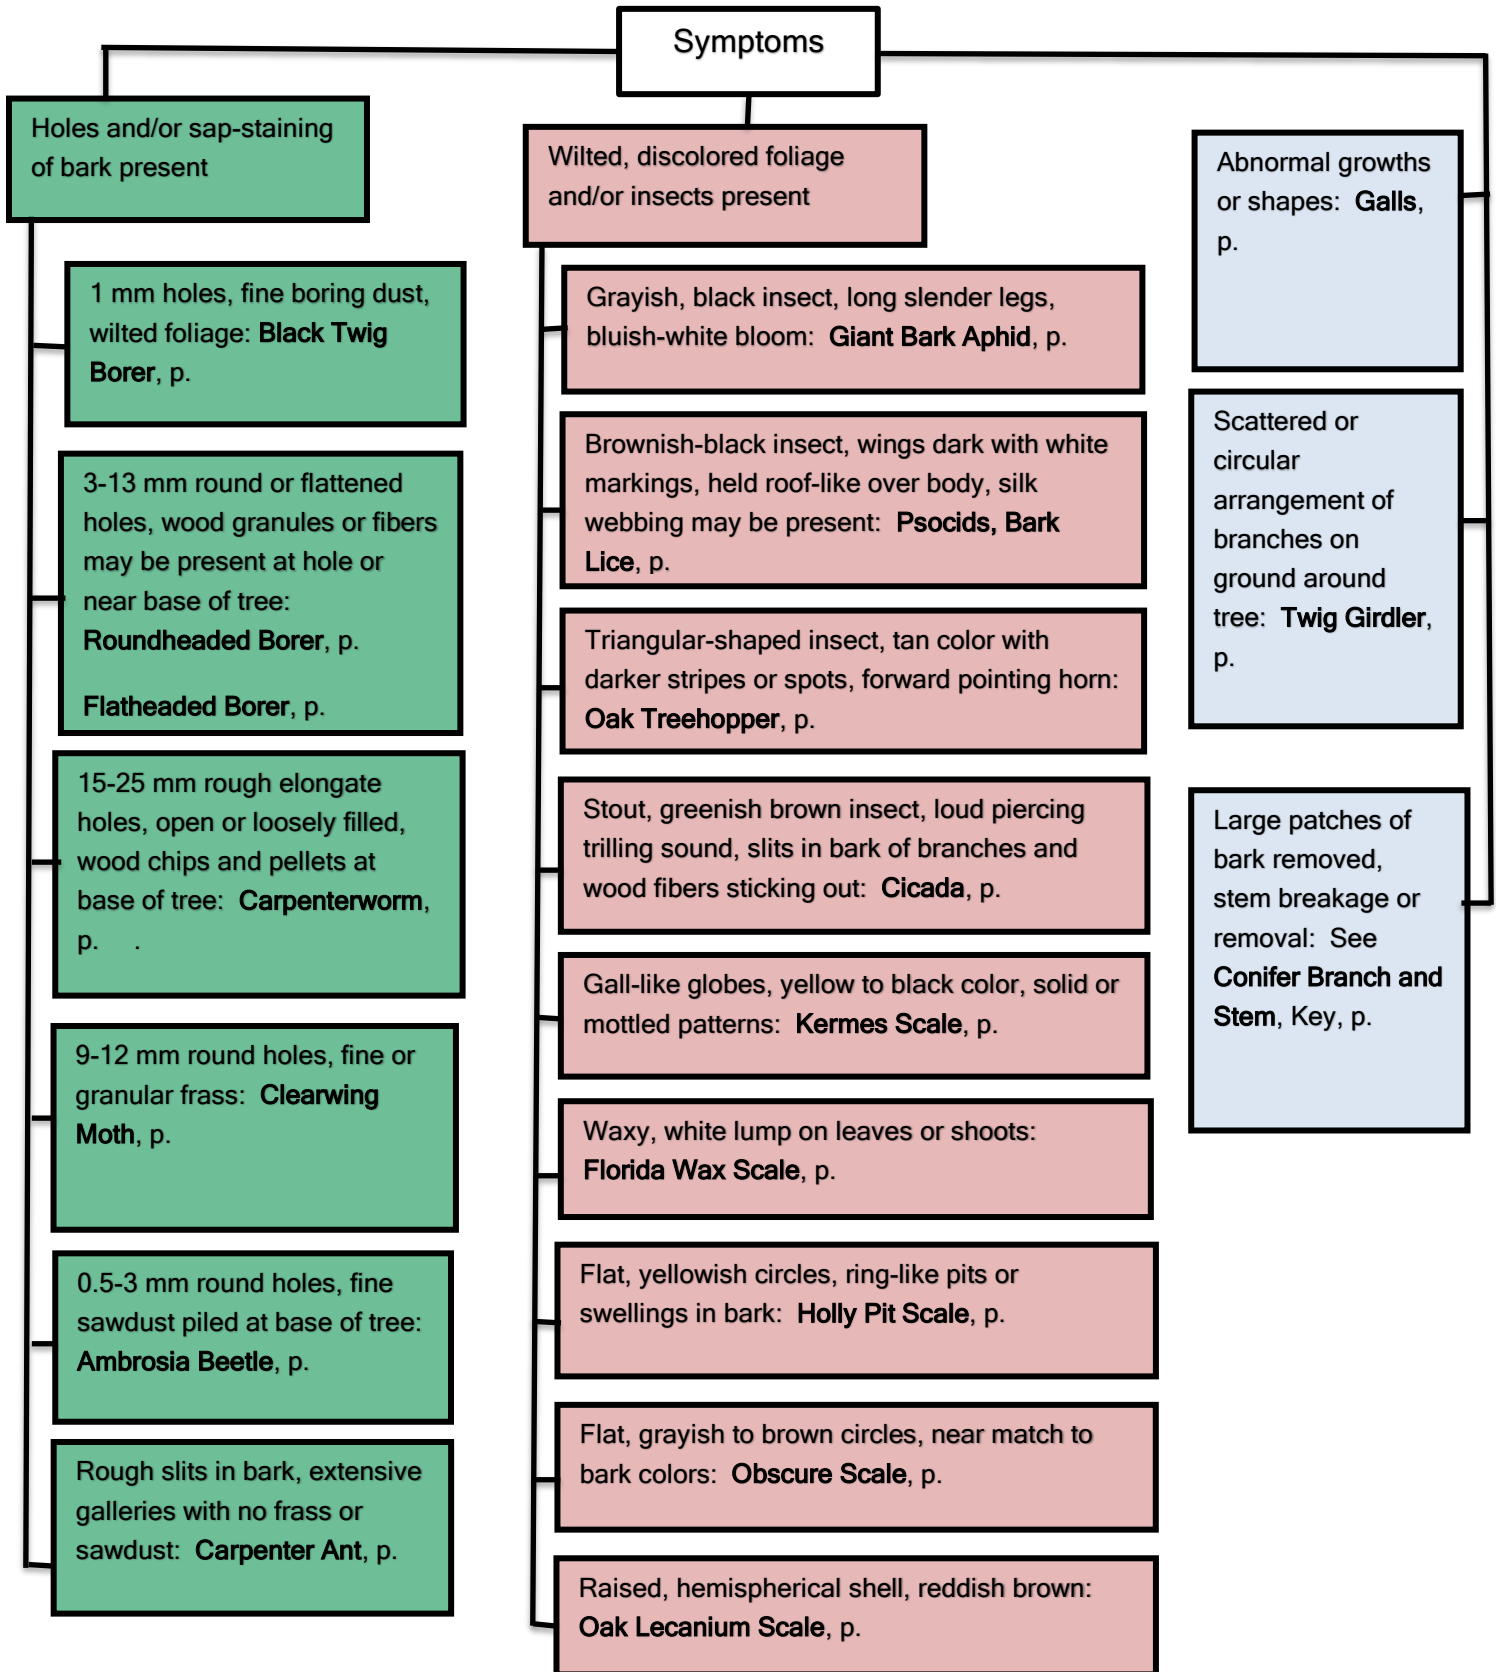 Symptoms
Holes and/or sap-staining
of bark present
1 mm holes, fine boring dust,
wilted foliage: Black Twig
Borer, p.
3-13 mm round or flattened
holes, wood granules or fibers
may be present at hole or
near base of tree:
Roundheaded Borer, p.
Flatheaded Borer, p.
15-25 mm rough elongate
holes, open or loosely filled,
wood chips and pellets at
base of tree: Carpenterworm,
p. .
9-12 mm round holes, fine or
granular frass: Clearwing
Moth, p.
0.5-3 mm round holes, fine
sawdust piled at base of tree:
Ambrosia Beetle, p.
Rough slits in bark, extensive
galleries with no frass or
sawdust: Carpenter Ant, p.
Wilted, discolored foliage
and/or insects present
Grayish, black insect, long slender legs,
bluish-white bloom: Giant Bark Aphid, p.
Brownish-black insect, wings dark with white
markings, held roof-like over body, silk
webbing may be present: Psocids, Bark
Lice, p.
Triangular-shaped insect, tan color with
darker stripes or spots, forward pointing horn:
Oak Treehopper, p.
Stout, greenish brown insect, loud piercing
trilling sound, slits in bark of branches and
wood fibers sticking out: Cicada, p.
Gall-like globes, yellow to black color, solid or
mottled patterns: Kermes Scale, p.
Waxy, white lump on leaves or shoots:
Florida Wax Scale, p.
Flat, yellowish circles, ring-like pits or
swellings in bark: Holly Pit Scale, p.
Flat, grayish to brown circles, near match to
bark colors: Obscure Scale, p.
Raised, hemispherical shell, reddish brown:
Oak Lecanium Scale, p.
Abnormal growths
or shapes: Galls,
p.
Scattered or
circular
arrangement of
branches on
ground around
tree: Twig Girdler,
p.
Large patches of
bark removed,
stem breakage or
removal: See
Conifer Branch and
Stem, Key, p.